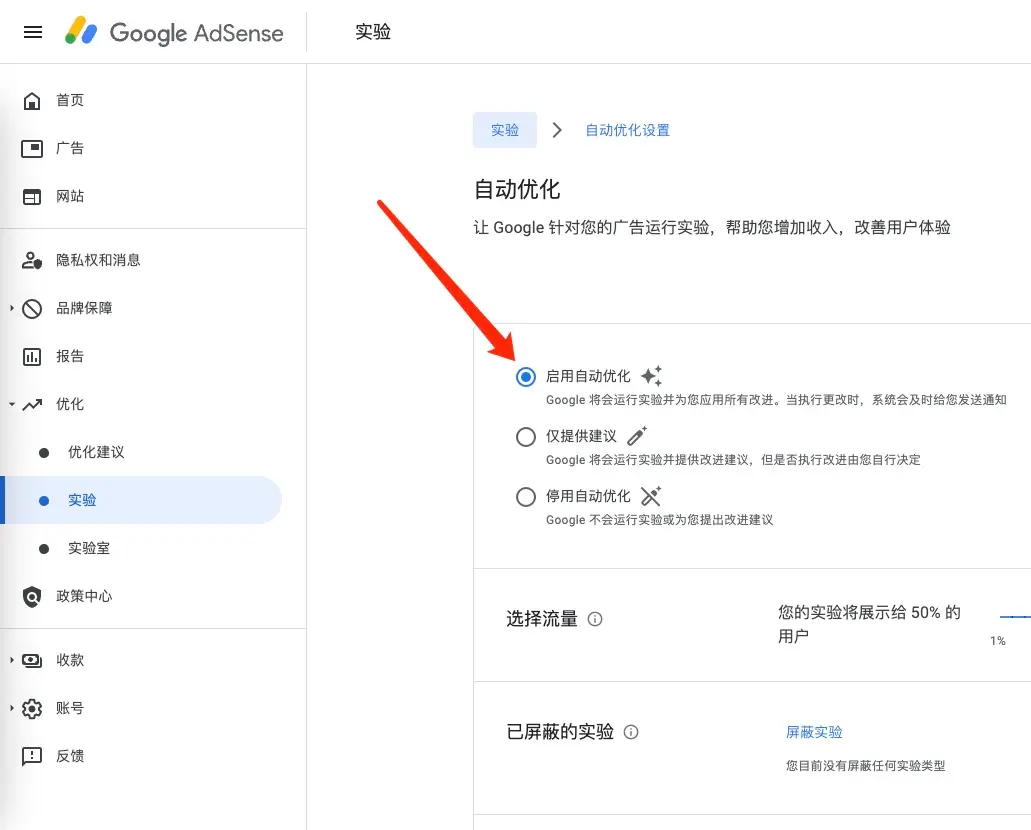 Google AdSense
实验
首页
广告
网站
隐私权和消息
品牌保障
报告
优化
优化建议
实验
实验室
政策中心
收款
账号
反馈
实验
自动优化设置
自动优化
让 Google 针对您的广告运行实验，帮助您增加收入，改善用户体验
启用自动优化
Google 将会运行实验并为您应用所有改进。当执行更改时，系统会及时给您发送通知
仅提供建议
Google 将会运行实验并提供改进建议，但是否执行改进由您自行决定
停用自动优化
Google 不会运行实验或为您提出改进建议
选择流量
您的实验将展示给 50% 的
用户
1%
已屏蔽的实验
屏蔽实验
您目前没有屏蔽任何实验类型